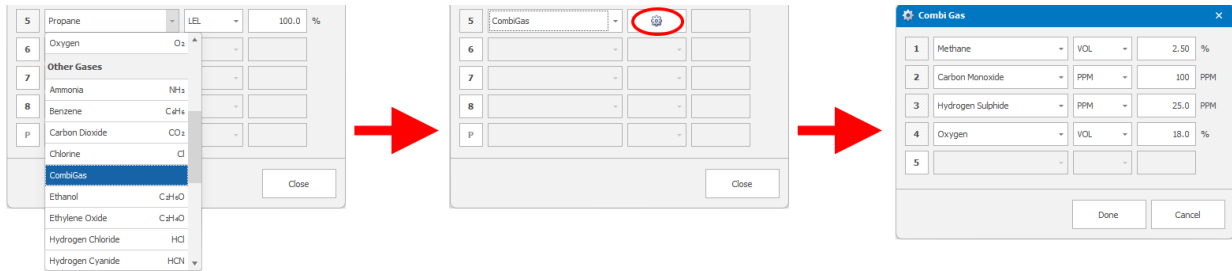 5 Propane LEL 100.0 %
6 Oxygen O₂
Other Gases
7 Ammonia NH₃
8 Benzene C₆H₆
P Carbon Dioxide CO₂
Chlorine Cl
CombiGas
Ethanol C₂H₆O
Ethylene Oxide C₂H₄O
Hydrogen Chloride HCl
Hydrogen Cyanide HCN
Close
5 CombiGas
6
7
8
P
Close
Combi Gas
1 Methane VOL 2.50 %
2 Carbon Monoxide PPM 100 PPM
3 Hydrogen Sulphide PPM 25.0 PPM
4 Oxygen VOL 18.0 %
5
Done Cancel